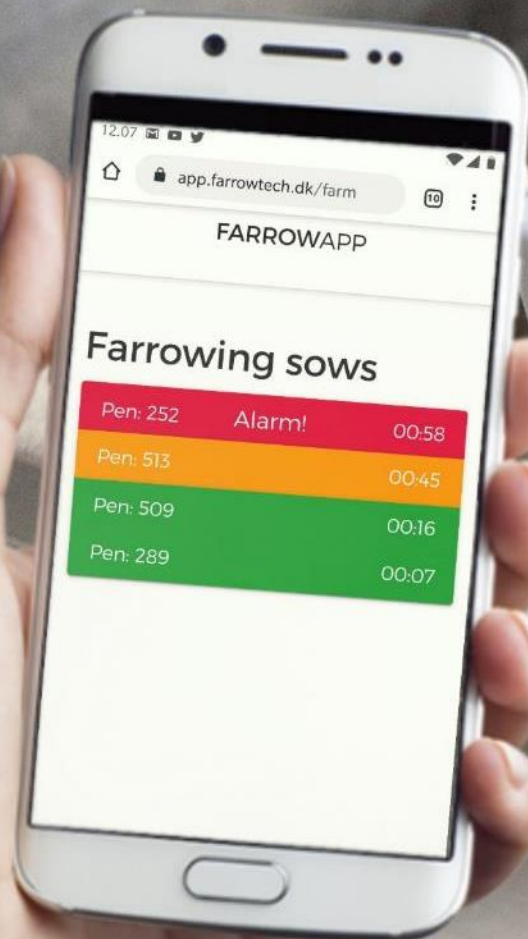 12.07
app.farrowtech.dk/farm 10
FARROWAPP
Farrowing sows
Pen: 252 Alarm! 00:58
Pen: 513 00:45
Pen: 509 00:16
Pen: 289 00:07